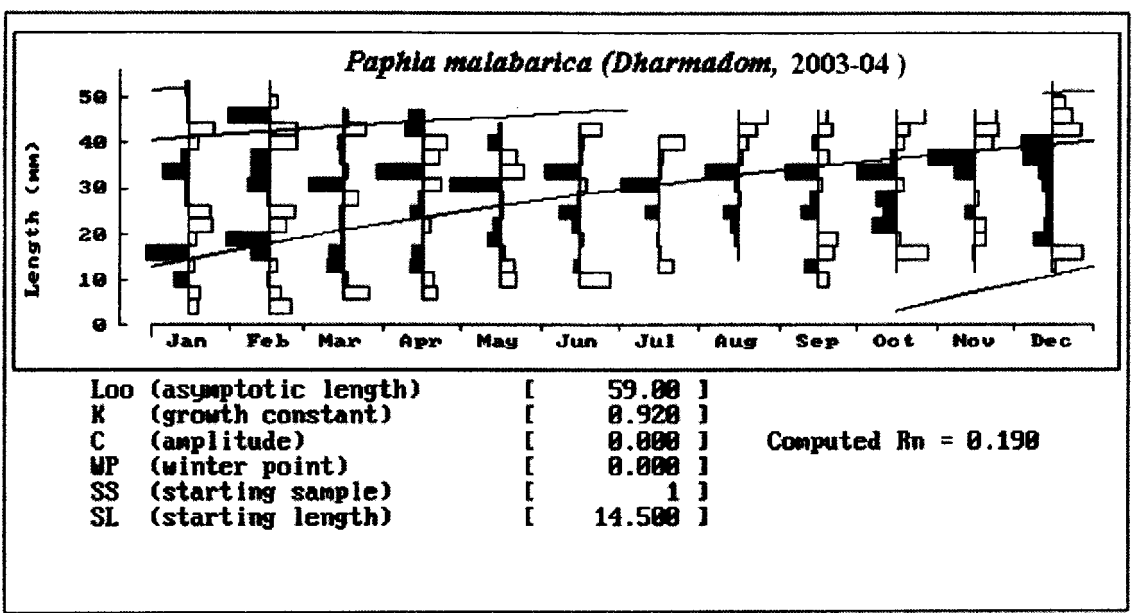 Paphia malabarica (Dharmadom, 2003-04 )
Length (mm)
50
40
30
20
10
0
Jan Feb Mar Apr May Jun Jul Aug Sep Oct Nov Dec
Loo (asymptotic length) [ 59.00 ]
K (growth constant) [ 0.920 ]
C (amplitude) [ 0.000 ] Computed Rn = 0.190
WP (winter point) [ 0.000 ]
SS (starting sample) [ 1 ]
SL (starting length) [ 14.500 ]